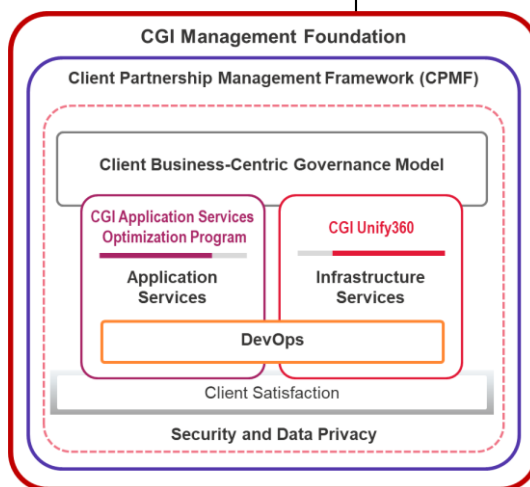 CGI Management Foundation
Client Partnership Management Framework (CPMF)
Client Business-Centric Governance Model
CGI Application Services
Optimization Program
Application
Services
CGI Unify360
Infrastructure
Services
DevOps
Client Satisfaction
Security and Data Privacy